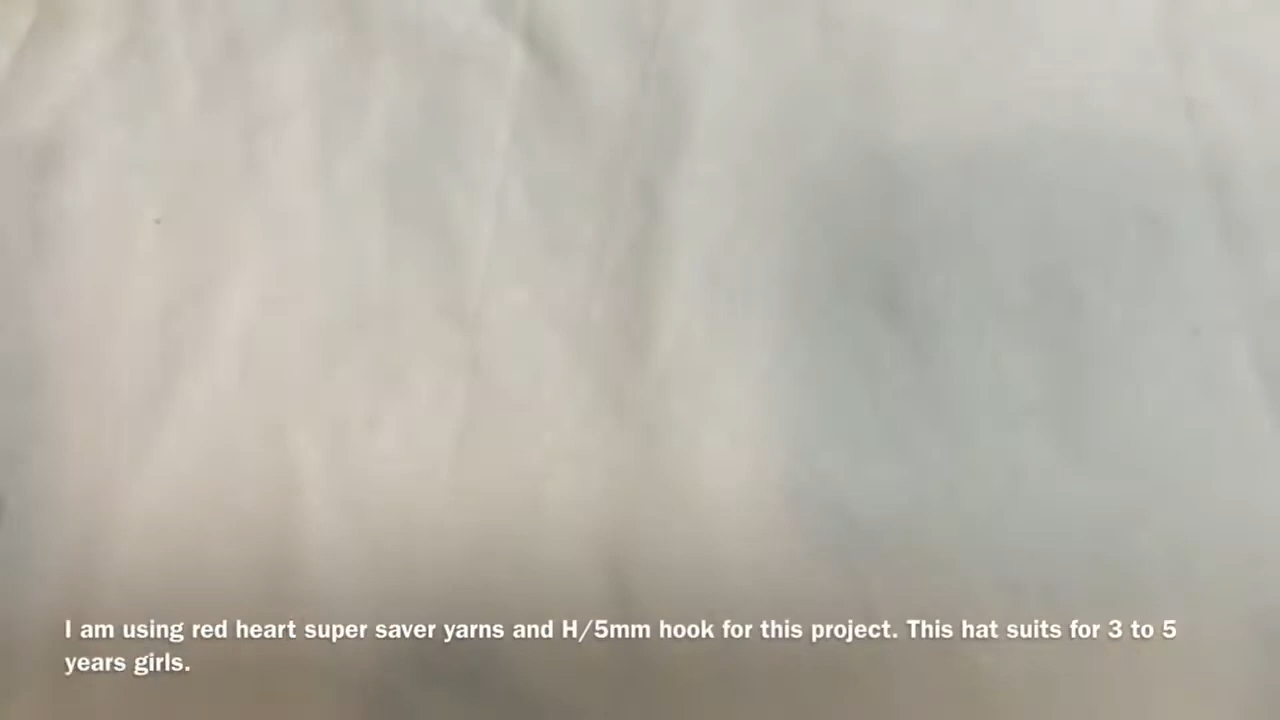 I am using red heart super saver yarns and H/5mm hook for this project. This hat suits for 3 to 5
years girls.